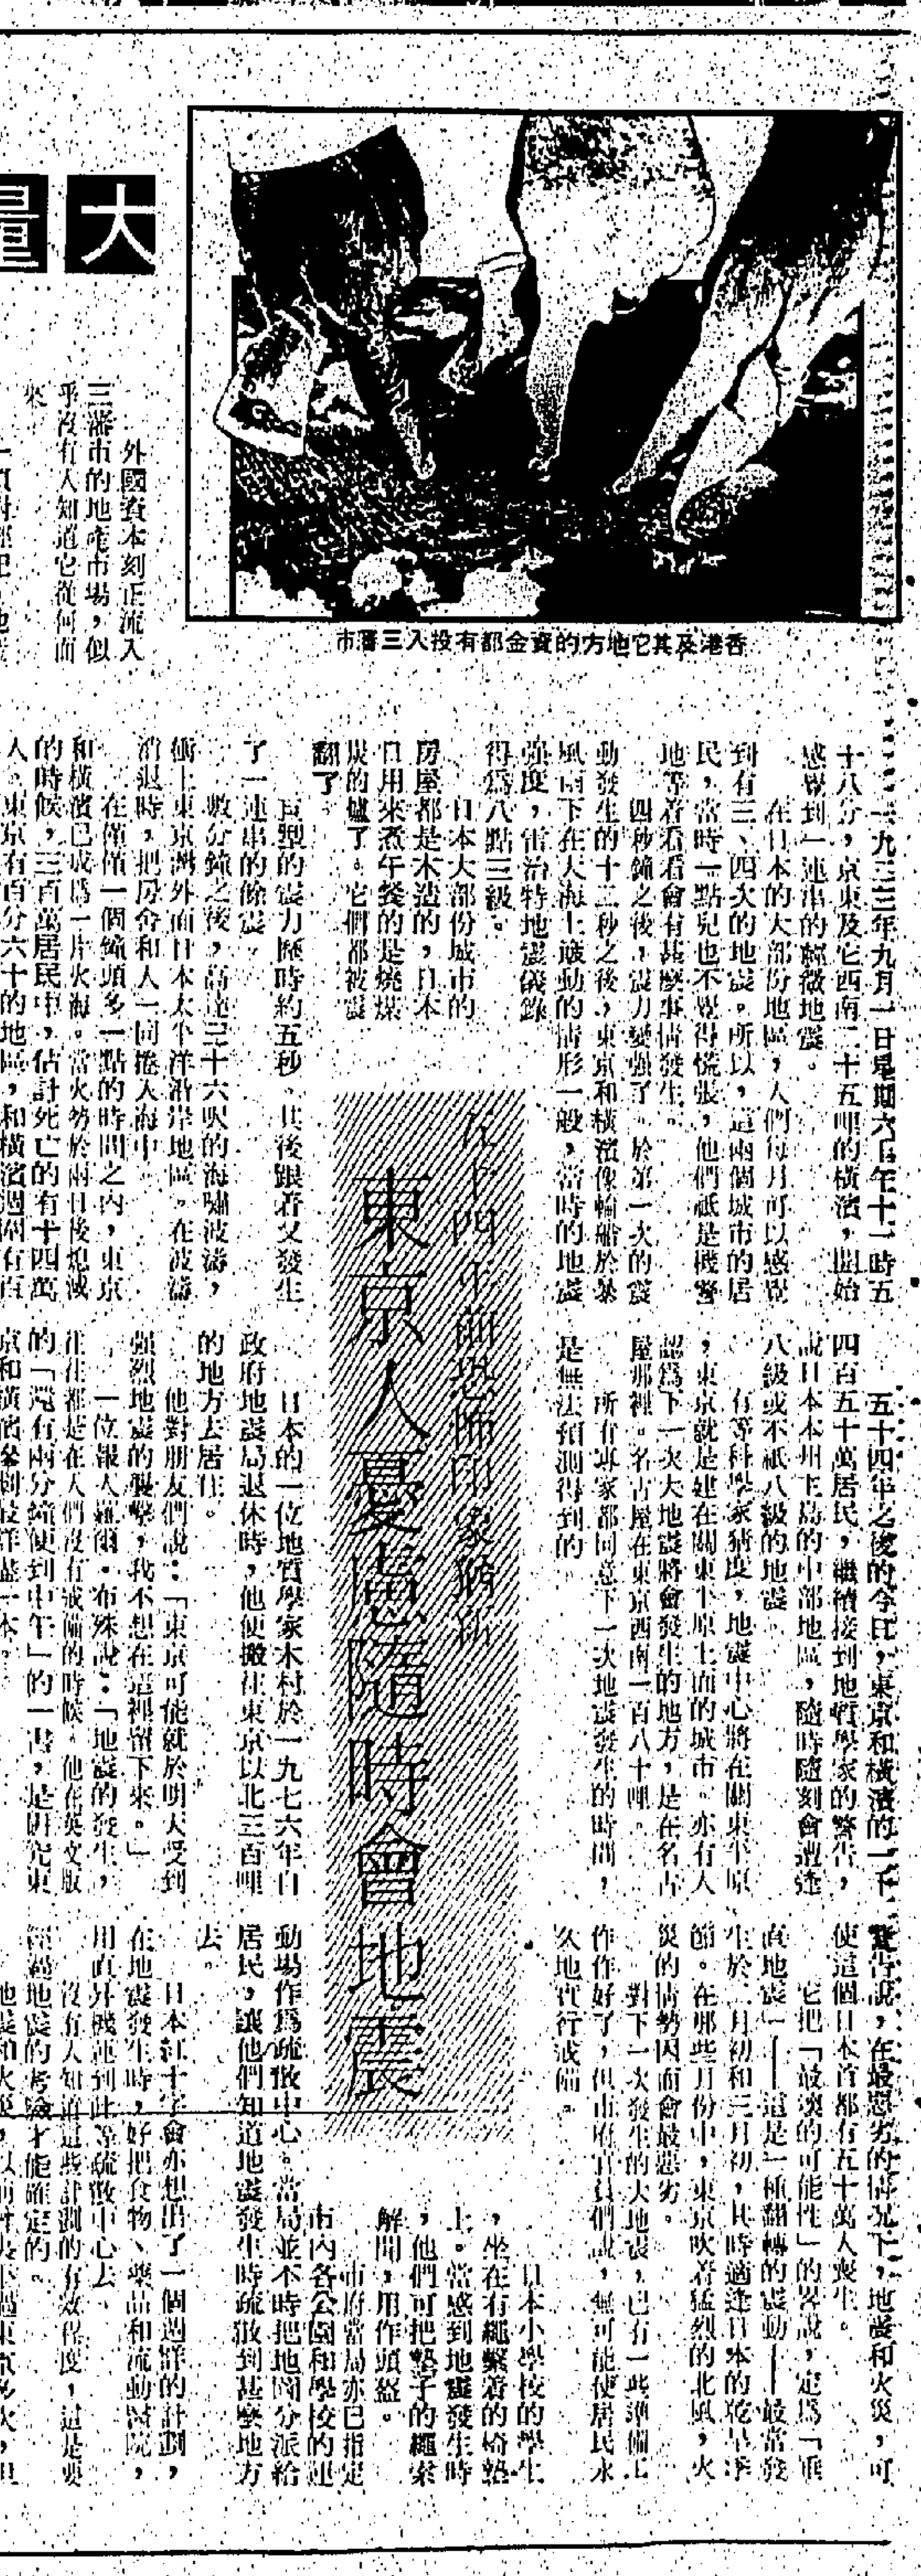 大
量
外國資本刻正流入
三藩市的地產市場，似
乎沒有人知道它從何而
來
香港及其它地方的資金都有投入三藩市
五十四年前恐怖印象猶新
東京人憂慮隨時會地震
一九二三年九月一日星期六日午十一時五
十八分，京東及它西南二十五哩的橫濱，開始
感覺到一連串的輕微地震。
在日本的大部份地區，人們每月可以感覺
到有三、四次的地震。所以，這兩個城市的居
民，當時一點兒也不覺得慌張，他們祇是機警
地等着看看會有甚麼事情發生。
四秒鐘之後，震力變強了。於第一次的震
動發生的十二秒之後，東京和橫濱像輪船於暴
風雨下在大海上皷動的情形一般，當時的地震
強度，雷治特地震儀錄
得爲八點三級。
日本大部份城市的
房屋都是木造的，日本
日用來煮午餐的是燒煤
炭的爐了。它們都被震
翻了。
巨型的震力歷時約五秒、其後跟着又發生
了一連串的餘震。
數分鐘之後，高達三十六呎的海嘯波濤，
衝上東京灣外面日本太平洋沿岸地區。在波濤
消退時，把房舍和人一同捲入海中。
在僅僅一個鐘頭多一點的時間之內，東京
和橫濱已成爲一片火海。當火勢於兩日後熄滅
的時候，三百萬居民中，估計死亡的有十四萬
人。東京有百分六十的地區，和橫濱週圍有百
五十四年之後的今日，東京和橫濱的一千
四百五十萬居民，繼續接到地質學家的警告，
說日本本州主島的中部地區，隨時隨刻會遭逢
八級或不祇八級的地震。
有等科學家猜度，地震中心將在關東平原
，東京就是建在關東平原上面的城市。亦有人
認爲下一次大地震將會發生的地方，是在名古
屋那裡。名古屋在東京西南一百八十哩。
所有專家都同意下一次地震發生的時間，
是無法預測得到的。
日本的一位地質學家木村於一九七六年自
政府地震局退休時，他便搬往東京以北三百哩
的地方去居住。
他對朋友們說：「東京可能就於明天受到
強烈地震的襲擊，我不想在這裡留下來。」
一位報人羅爾・布殊說：「地震的發生，
往往都是在人們沒有戒備的時候。他在英文版
的「還有兩分鐘便到中午」的一書，是研究東
京和橫濱慘劇最詳盡一本。
警告說，在最惡劣的情況下，地震和火災，可
使這個日本首都有五十萬人喪生。
它把「最壞的可能性」的界說，定爲「垂
直地震」——這是一種翻轉的震動——最當發
生於二月初和三月初，其時適逢日本的乾旱季
節。在那些月份中，東京吹着猛烈的北風，火
災的情勢因而會最惡劣。
對下一次發生的大地震，已有一些準備工
作作好了，但市府官員們說，無可能使居民永
久地實行戒備。
日本小學校的學生
，坐在有繩繫着的椅墊
上。當感到地震發生時
，他們可把墊子的繩索
解開，用作頭盔。
市府當局亦已指定
市內各公園和學校的運
動場作爲疏散中心。當局並不時把地圖分派給
居民，讓他們知道地震發生時疏散到甚麼地方
去。
日本紅十字會亦想出了一個週詳的計劃，
在地震發生時，好把食物、藥品和流動醫院，
用直升機運到此等疏散中心去。
沒有人知道這些計測的有效程度，這是要
經過地震的考驗才能確定的。